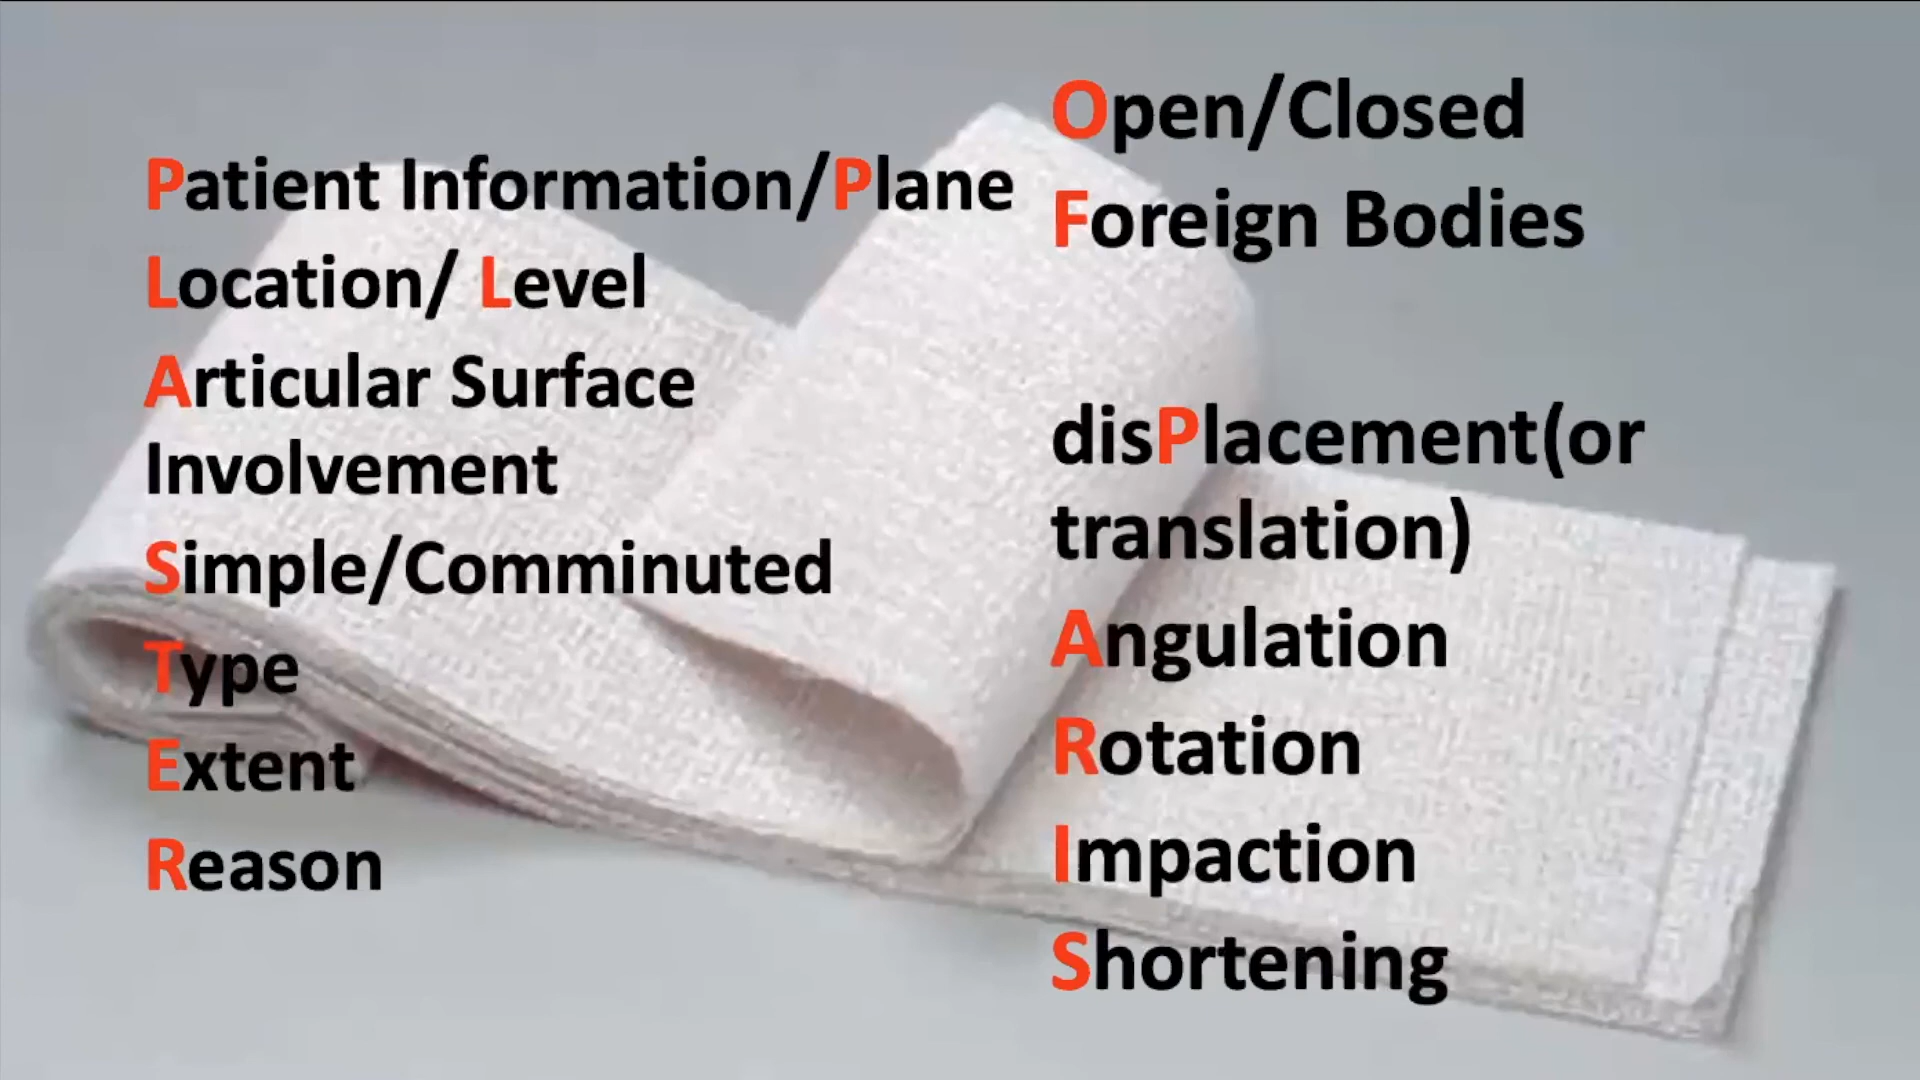 Patient Information/Plane
Location/ Level
Articular Surface
Involvement
Simple/Comminuted
Type
Extent
Reason
Open/Closed
Foreign Bodies
disPlacement(or
translation)
Angulation
Rotation
Impaction
Shortening